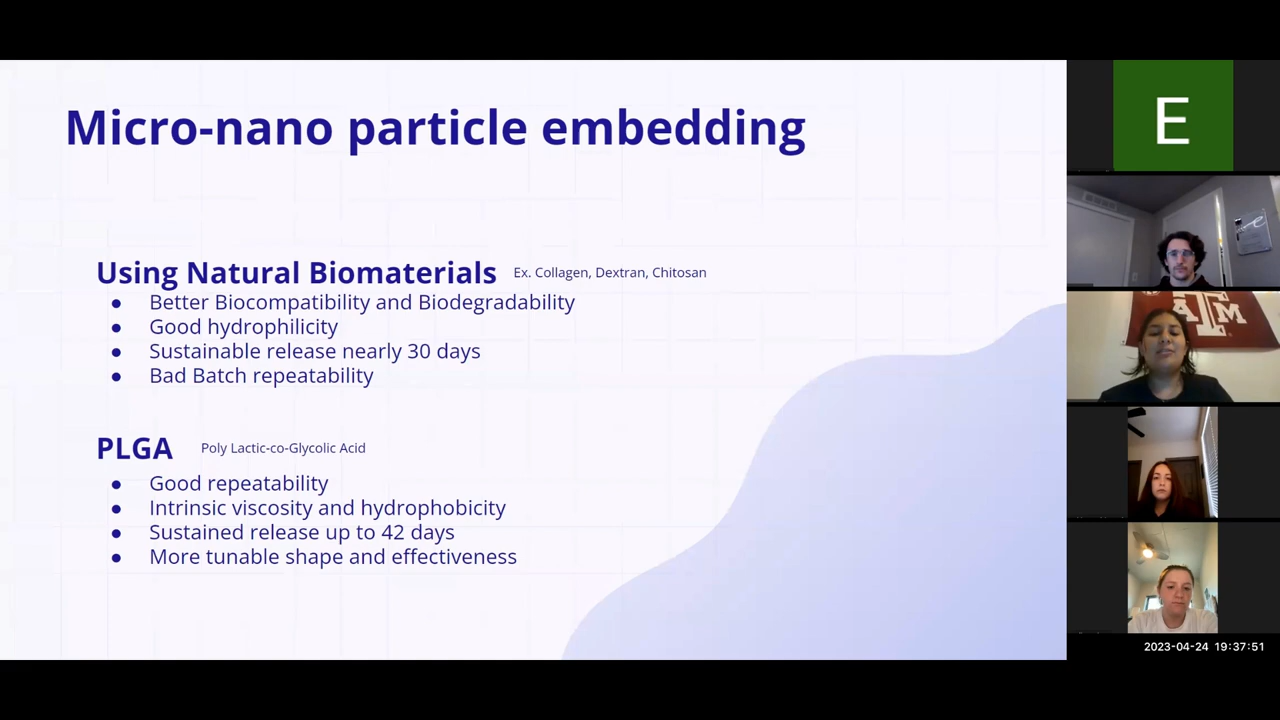 Micro-nano particle embedding
Using Natural Biomaterials Ex. Collagen, Dextran, Chitosan
● Better Biocompatibility and Biodegradability
● Good hydrophilicity
● Sustainable release nearly 30 days
● Bad Batch repeatability
PLGA Poly Lactic-co-Glycolic Acid
● Good repeatability
● Intrinsic viscosity and hydrophobicity
● Sustained release up to 42 days
● More tunable shape and effectiveness
E
ATM
2023-04-24 19:37:51